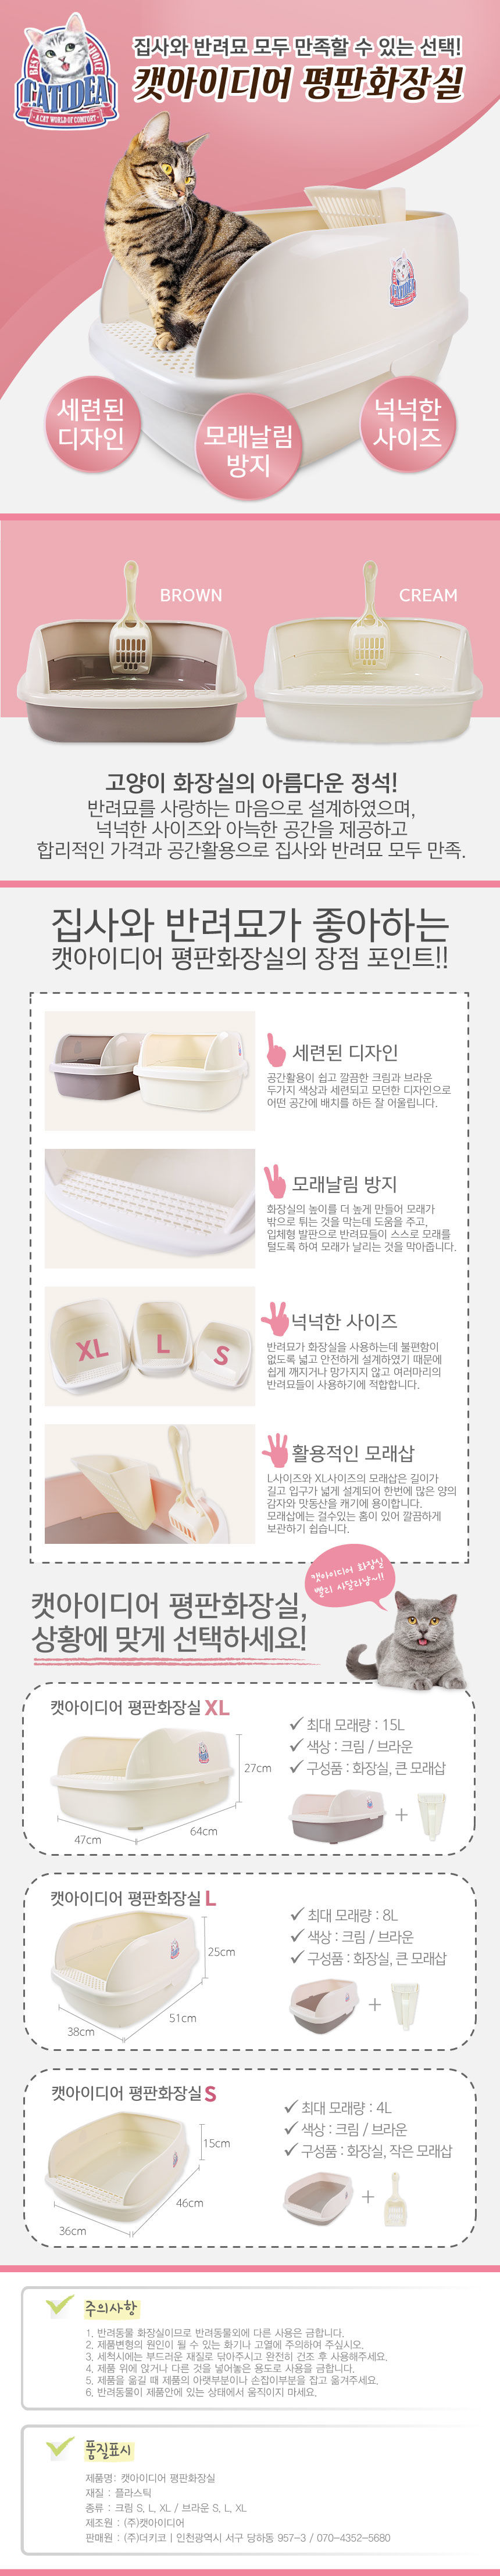 집사와 반려묘 모두 만족할 수 있는 선택!
캣아이디어 평판화장실
CATIDEA
A CAT WORLD OF COMFORT
세련된
디자인
모래날림
방지
넉넉한
사이즈
BROWN
CREAM
고양이 화장실의 아름다운 정석!
반려묘를 사랑하는 마음으로 설계하였으며,
넉넉한 사이즈와 아늑한 공간을 제공하고
합리적인 가격과 공간활용으로 집사와 반려묘 모두 만족.
집사와 반려묘가 좋아하는
캣아이디어 평판화장실의 장점 포인트!!
세련된 디자인
공간활용이 쉽고 깔끔한 크림과 브라운
두가지 색상과 세련되고 모던한 디자인으로
어떤 공간에 배치를 하든 잘 어울립니다.
모래날림 방지
화장실의 높이를 더 높게 만들어 모래가
밖으로 튀는 것을 막는데 도움을 주고,
입체형 발판으로 반려묘들이 스스로 모래를
털도록 하여 모래가 날리는 것을 막아줍니다.
XL
L
S
넉넉한 사이즈
반려묘가 화장실을 사용하는데 불편함이
없도록 넓고 안전하게 설계하였기 때문에
쉽게 깨지거나 망가지지 않고 여러마리의
반려묘들이 사용하기에 적합합니다.
활용적인 모래삽
L사이즈와 XL사이즈의 모래삽은 길이가
길고 입구가 넓게 설계되어 한번에 많은 양의
감자와 맛동산을 캐기에 용이합니다.
모래삽에는 걸수있는 홈이 있어 깔끔하게
보관하기 쉽습니다.
캣아이디어 화장실
빨리 사달라냥~!!
캣아이디어 평판화장실,
상황에 맞게 선택하세요!
캣아이디어 평판화장실 XL
27cm
64cm
47cm
최대 모래량 : 15L
색상 : 크림 / 브라운
구성품 : 화장실, 큰 모래삽
+
캣아이디어 평판화장실 L
25cm
51cm
38cm
최대 모래량 : 8L
색상 : 크림 / 브라운
구성품 : 화장실, 큰 모래삽
+
캣아이디어 평판화장실 S
15cm
46cm
36cm
최대 모래량 : 4L
색상 : 크림 / 브라운
구성품 : 화장실, 작은 모래삽
+
주의사항
1. 반려동물 화장실이므로 반려동물외에 다른 사용은 금합니다.
2. 제품변형의 원인이 될 수 있는 화기나 고열에 주의하여 주십시오.
3. 세척시에는 부드러운 재질로 닦아주시고 완전히 건조 후 사용해주세요.
4. 제품 위에 앉거나 다른 것을 넣어놓은 용도로 사용을 금합니다.
5. 제품을 옮길 때 제품의 아랫부분이나 손잡이부분을 잡고 옮겨주세요.
6. 반려동물이 제품안에 있는 상태에서 움직이지 마세요.
품질표시
제품명: 캣아이디어 평판화장실
재질 : 플라스틱
종류 : 크림 S, L, XL / 브라운 S, L, XL
제조원 : (주)캣아이디어
판매원 : (주)더키코 | 인천광역시 서구 당하동 957-3 / 070-4352-5680